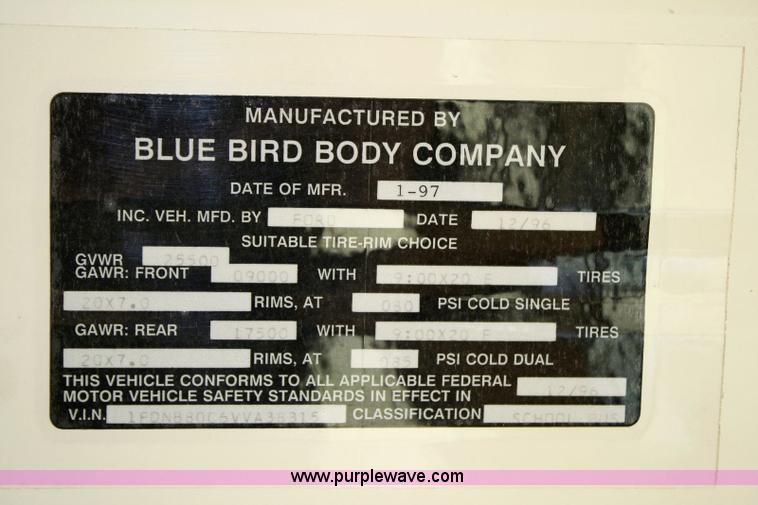 MANUFACTURED BY
BLUE BIRD BODY COMPANY
DATE OF MFR. 1-97
INC. VEH. MFD. BY FORD DATE 12/96
SUITABLE TIRE-RIM CHOICE
GVWR 25500
GAWR: FRONT 09000 WITH 9:00X20 E TIRES
20X7.0 RIMS, AT 080 PSI COLD SINGLE
GAWR: REAR 17500 WITH 9:00X20 E TIRES
20X7.0 RIMS, AT 085 PSI COLD DUAL
THIS VEHICLE CONFORMS TO ALL APPLICABLE FEDERAL
MOTOR VEHICLE SAFETY STANDARDS IN EFFECT IN 12/96
V.I.N. 1FDNB80C6VVA38315 CLASSIFICATION SCHOOL BUS
www.purplewave.com